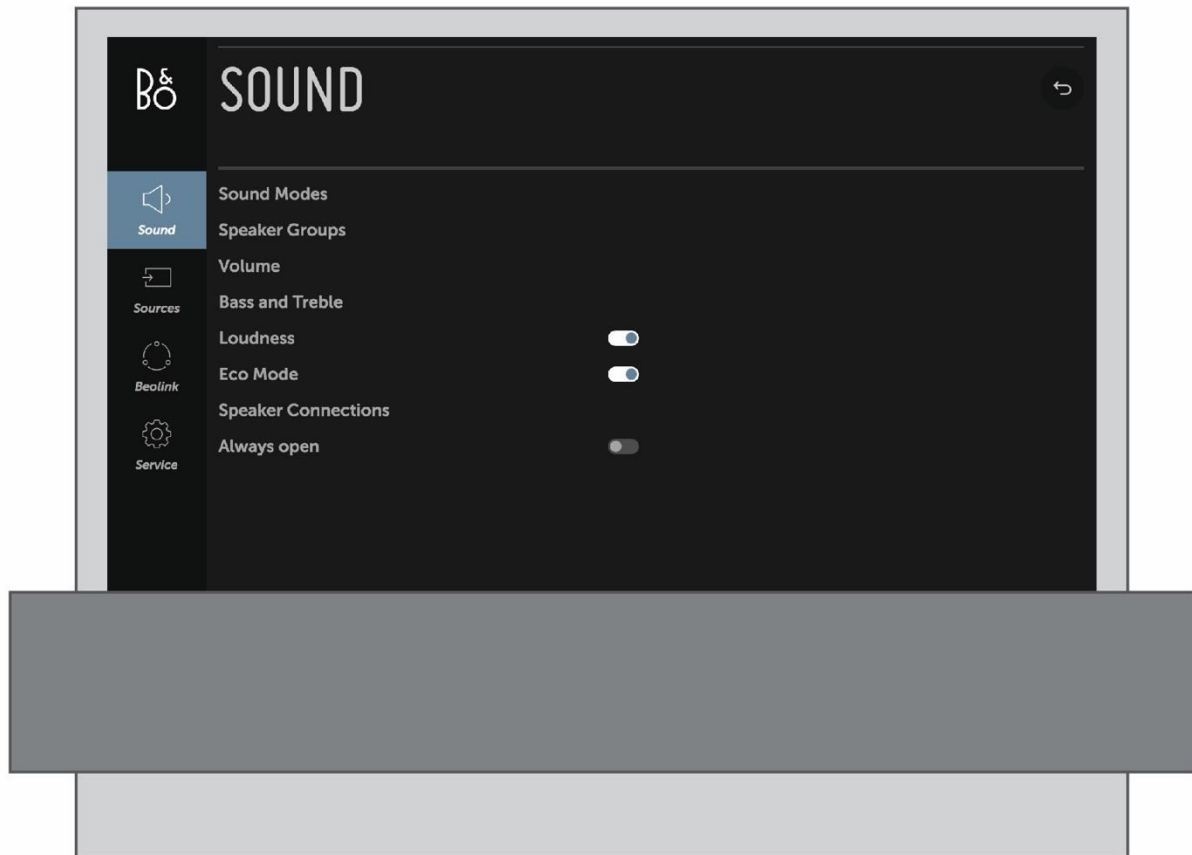 B&O
SOUND
Sound
Sources
Beolink
Service
Sound Modes
Speaker Groups
Volume
Bass and Treble
Loudness
Eco Mode
Speaker Connections
Always open